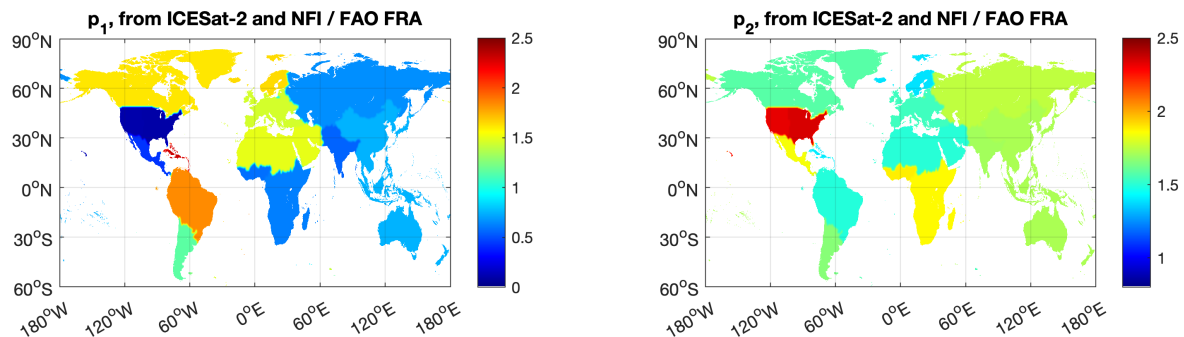 p1, from ICESat-2 and NFI / FAO FRA
90°N
60°N
30°N
0°N
30°S
60°S
180°W
120°W
60°W
0°E
60°E
120°E
180°E
2.5
2
1.5
1
0.5
0
p2, from ICESat-2 and NFI / FAO FRA
90°N
60°N
30°N
0°N
30°S
60°S
180°W
120°W
60°W
0°E
60°E
120°E
180°E
2.5
2
1.5
1